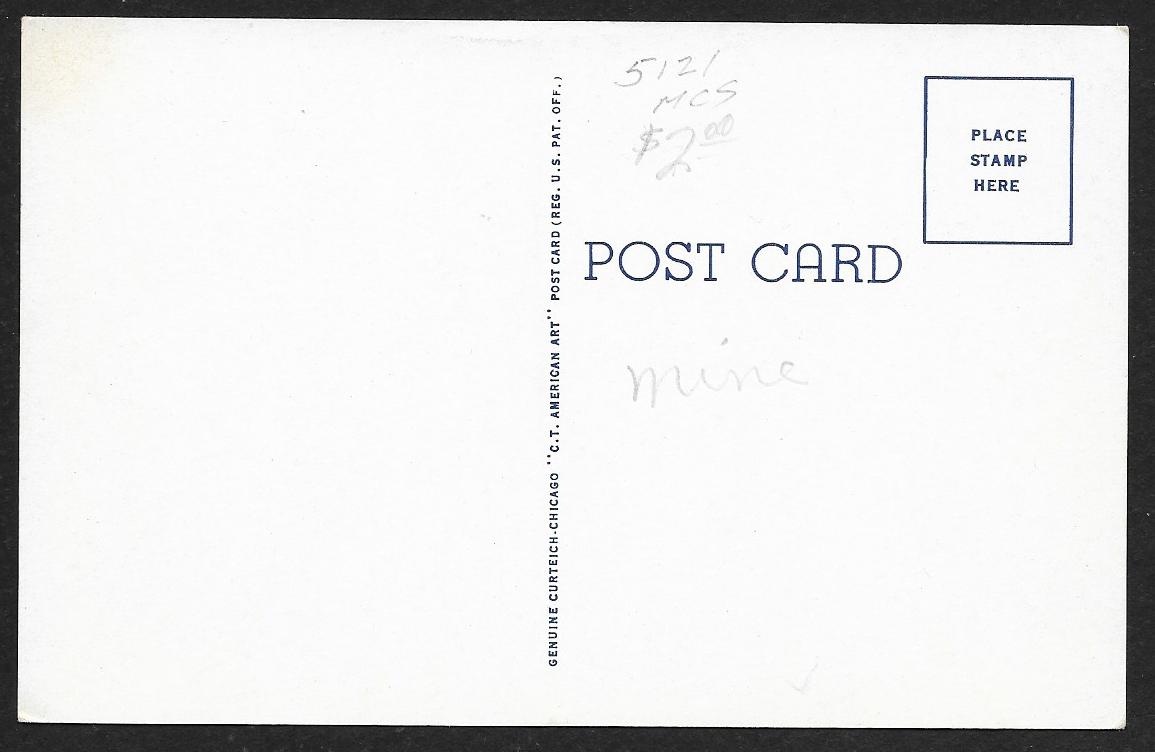 5121
MCS
$2.00
PLACE
STAMP
HERE
POST CARD
mine
GENUINE CURTEICH-CHICAGO "C.T. AMERICAN ART" POST CARD (REG. U.S. PAT. OFF.)